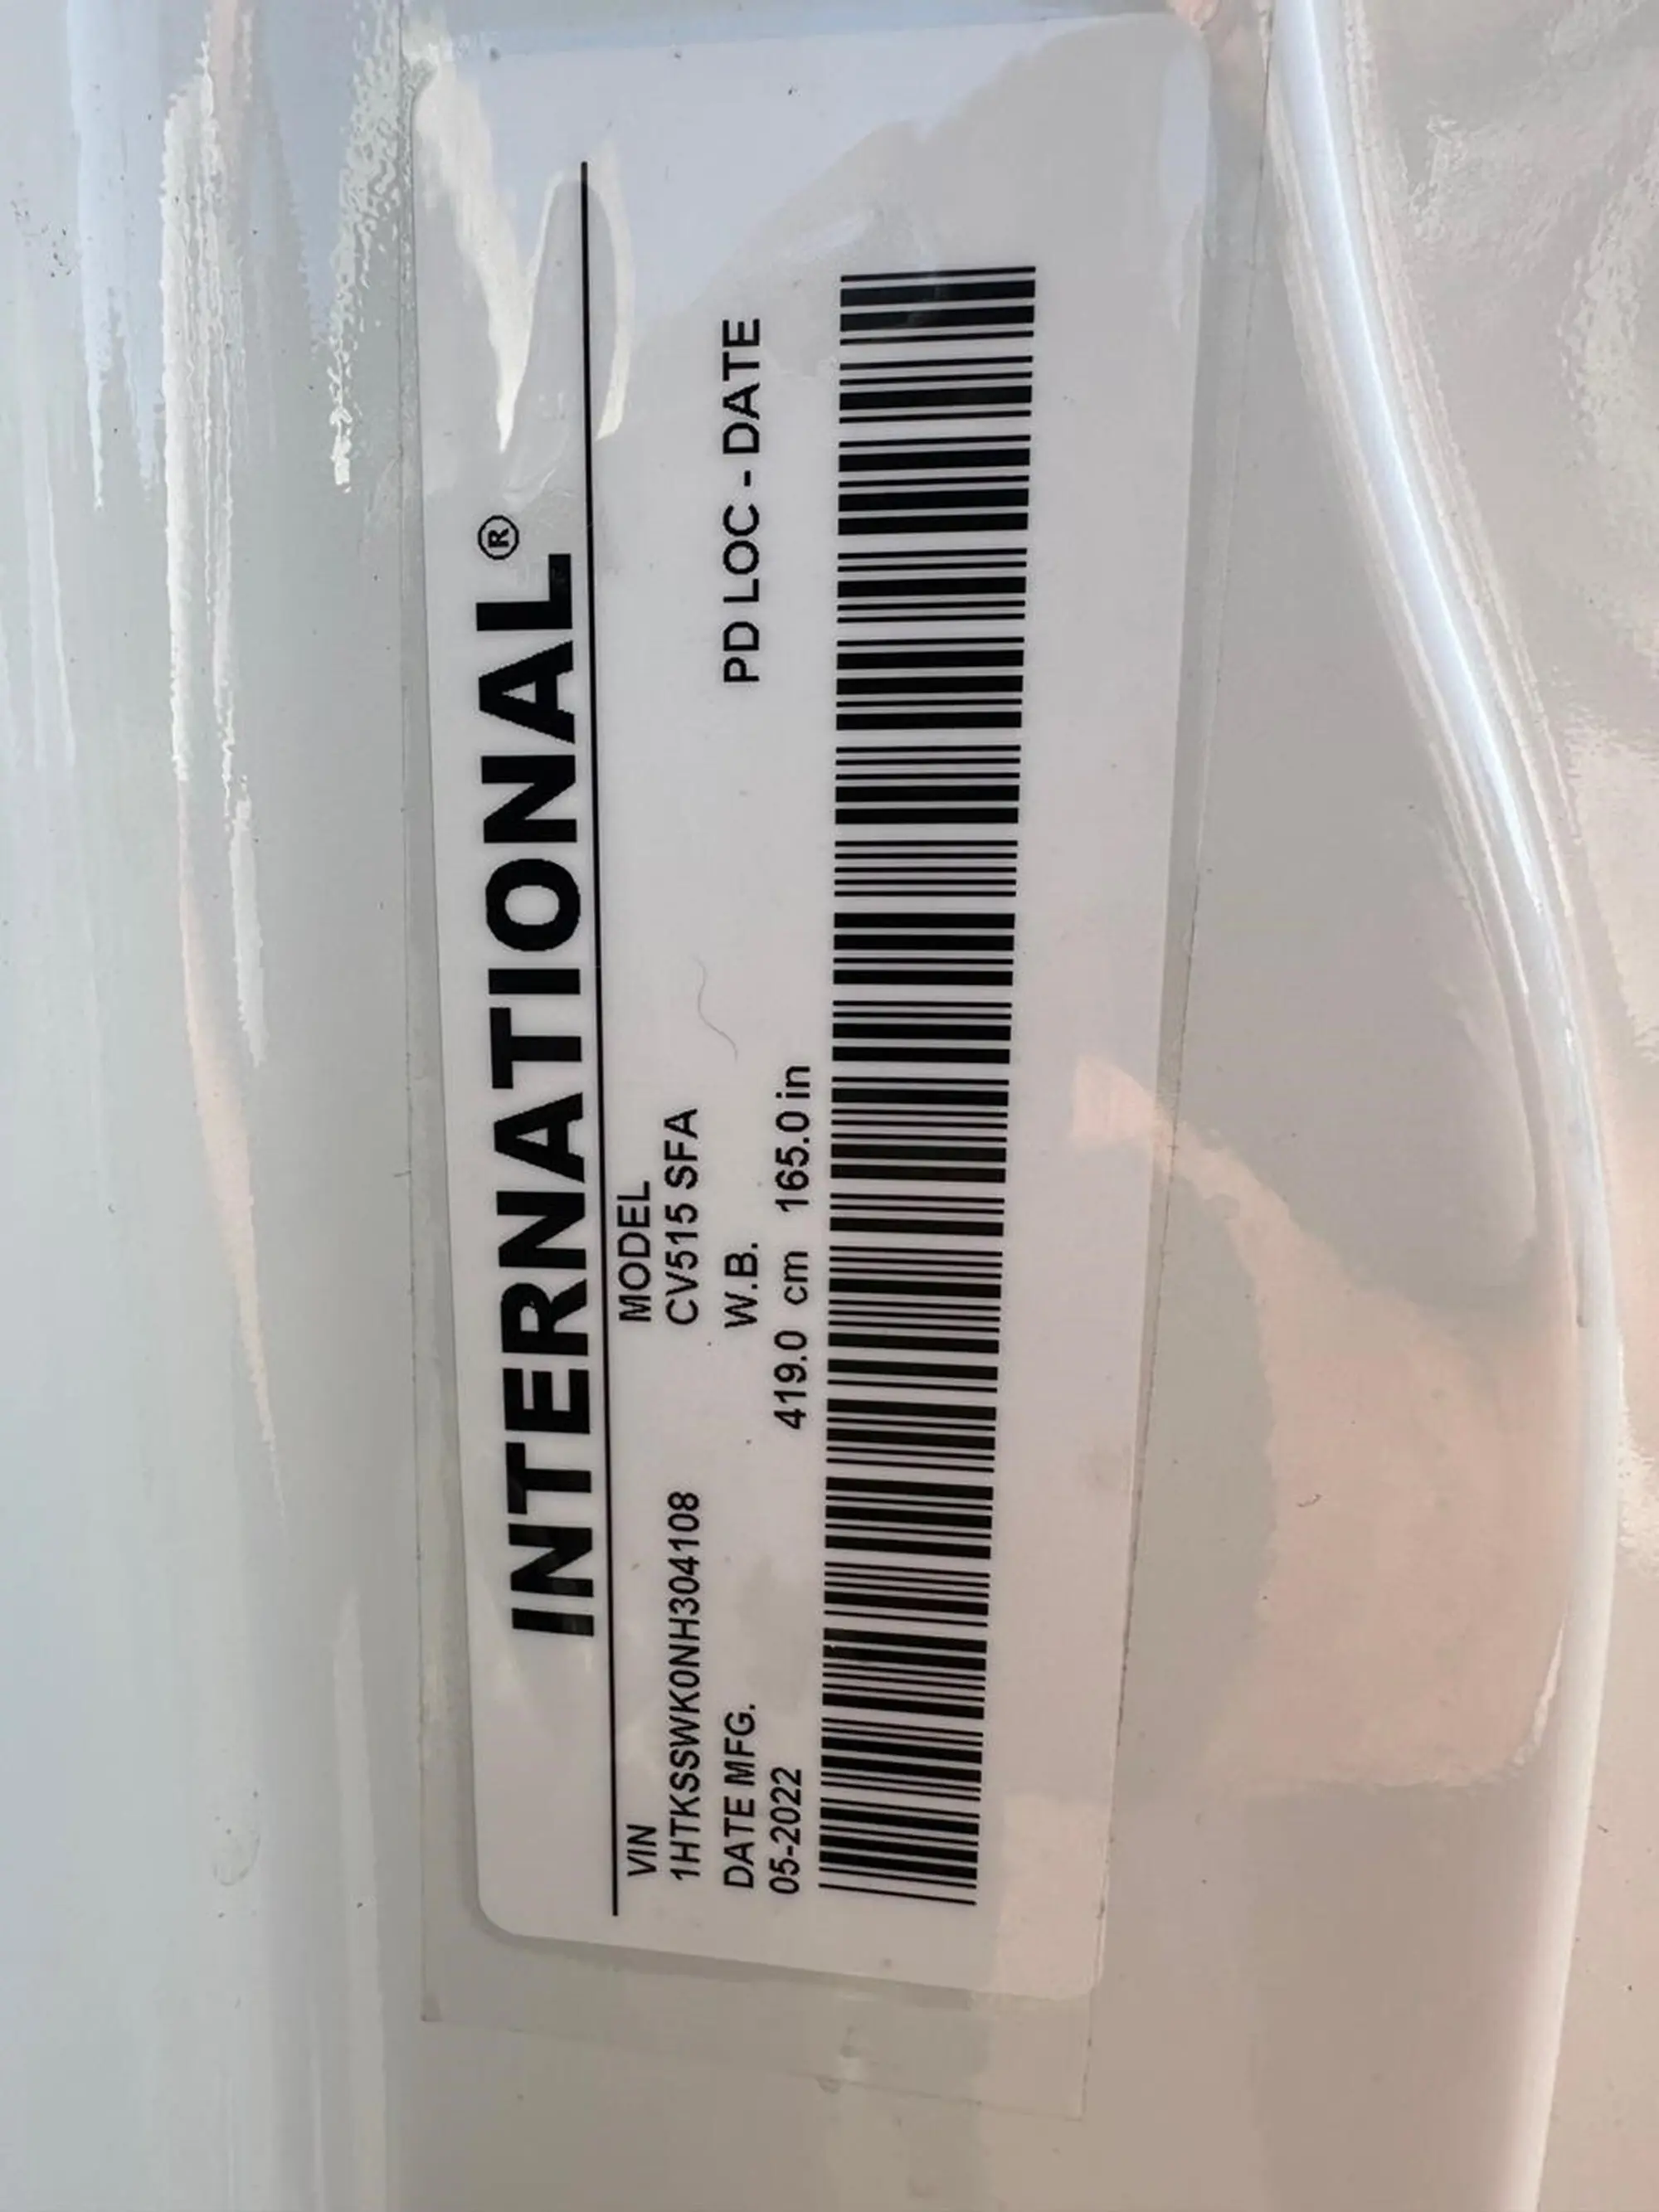 INTERNATIONAL®
VIN MODEL
1HTKSSWK0NH304108 CV515 SFA
DATE MFG. W.B. PD LOC - DATE
05-2022 419.0 cm 165.0 in